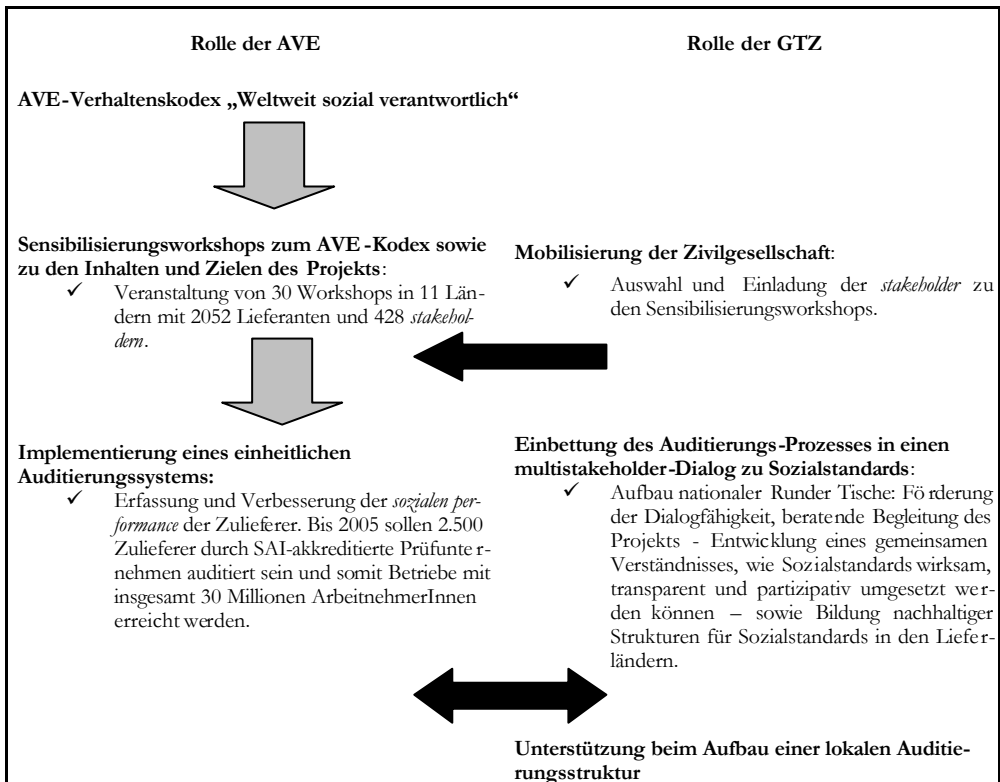 Rolle der AVE
AVE-Verhaltenskodex „Weltweit sozial verantwortlich“
Sensibilisierungsworkshops zum AVE -Kodex sowie
zu den Inhalten und Zielen des Projekts:
✓ Veranstaltung von 30 Workshops in 11 Län-
dern mit 2052 Lieferanten und 428 stakehol-
dern.
Implementierung eines einheitlichen
Auditierungssystems:
✓ Erfassung und Verbesserung der sozialen per-
formance der Zulieferer. Bis 2005 sollen 2.500
Zulieferer durch SAI-akkreditierte Prüfunte r-
nehmen auditiert sein und somit Betriebe mit
insgesamt 30 Millionen ArbeitnehmerInnen
erreicht werden.
Rolle der GTZ
Mobilisierung der Zivilgesellschaft:
✓ Auswahl und Einladung der stakeholder zu
den Sensibilisierungsworkshops.
Einbettung des Auditierungs-Prozesses in einen
multistakeholder-Dialog zu Sozialstandards:
✓ Aufbau nationaler Runder Tische: Fö rderung
der Dialogfähigkeit, beratende Begleitung des
Projekts - Entwicklung eines gemeinsamen
Verständnisses, wie Sozialstandards wirksam,
transparent und partizipativ umgesetzt wer-
den können – sowie Bildung nachhaltiger
Strukturen für Sozialstandards in den Liefer-
ländern.
Unterstützung beim Aufbau einer lokalen Auditie-
rungsstruktur